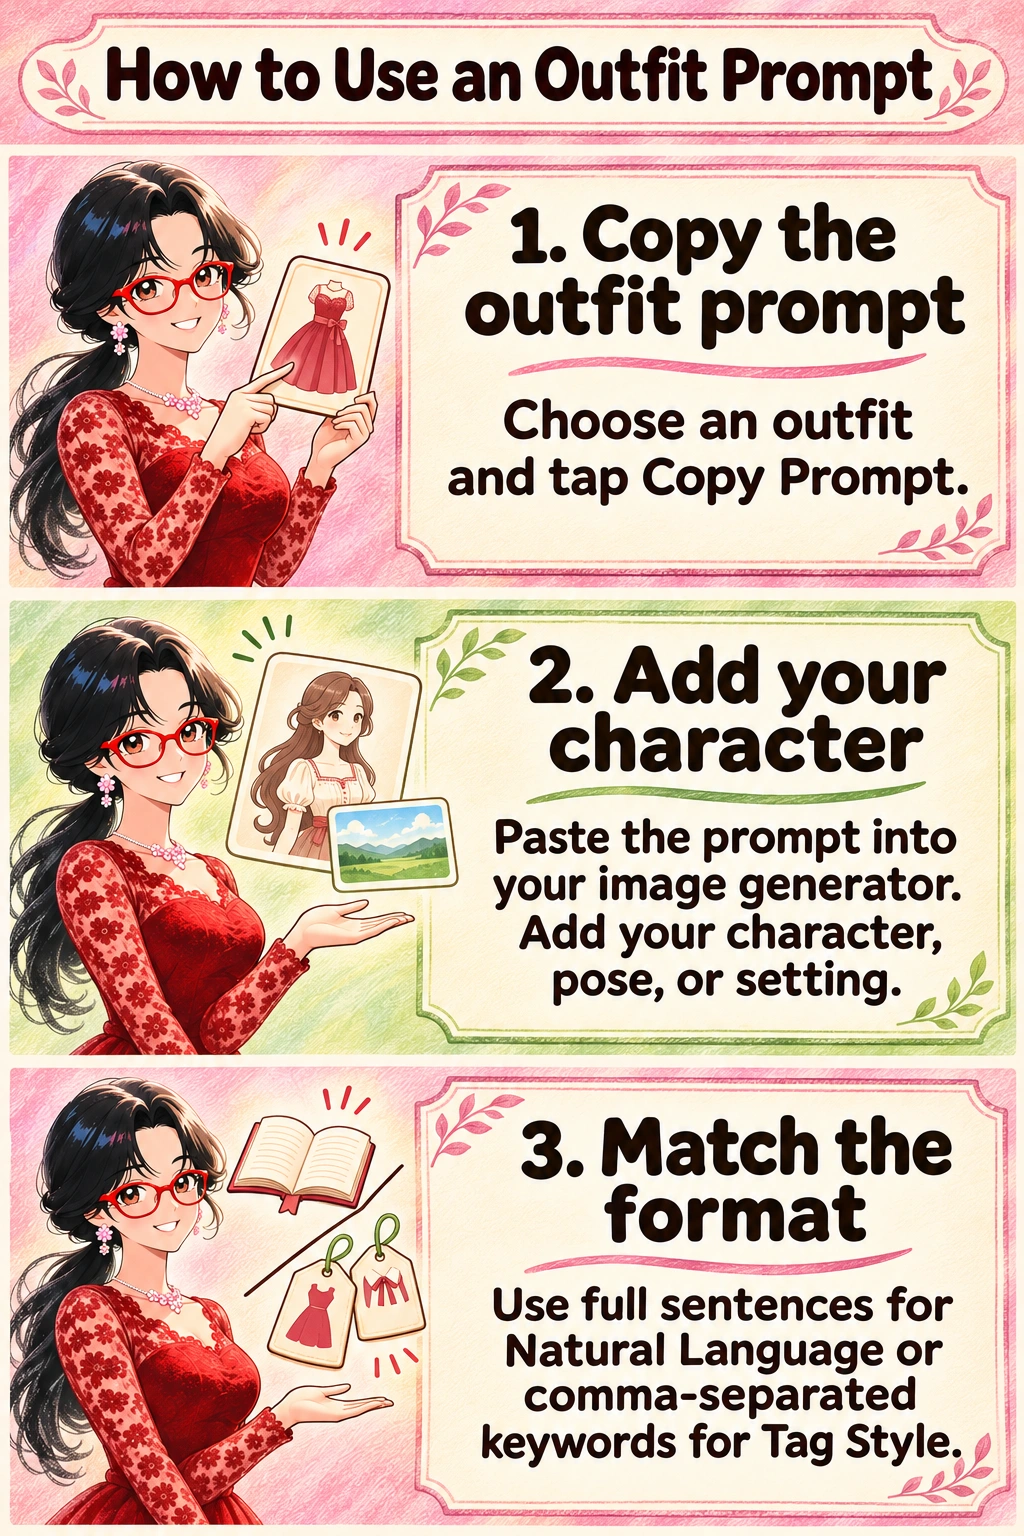 How to Use an Outfit Prompt
1. Copy the
outfit prompt
Choose an outfit
and tap Copy Prompt.
2. Add your
character
Paste the prompt into
your image generator.
Add your character,
pose, or setting.
3. Match the
format
Use full sentences for
Natural Language or
comma-separated
keywords for Tag Style.